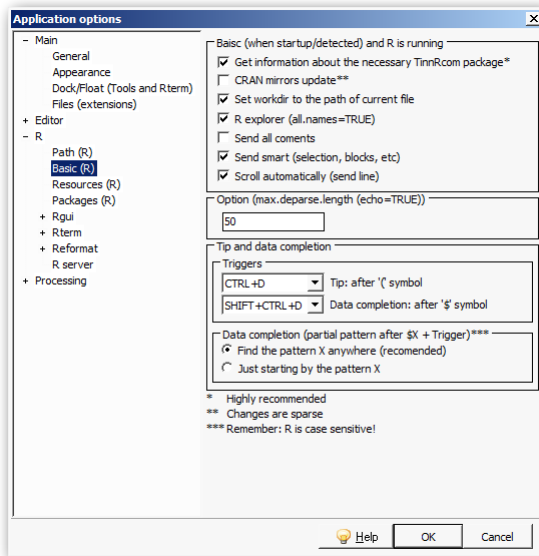 Application options
Main
General
Appearance
Dock/Float (Tools and Rterm)
Files (extensions)
Editor
R
Path (R)
Basic (R)
Resources (R)
Packages (R)
Rgui
Rterm
Reformat
R server
Processing
Baisc (when startup/detected) and R is running
Get information about the necessary TinnRcom package*
CRAN mirrors update**
Set workdir to the path of current file
R explorer (all.names=TRUE)
Send all coments
Send smart (selection, blocks, etc)
Scroll automatically (send line)
Option (max.deparse.length (echo=TRUE))
50
Tip and data completion
Triggers
CTRL+D Tip: after '(' symbol
SHIFT+CTRL+D Data completion: after '$' symbol
Data completion (partial pattern after $X + Trigger)***
Find the pattern X anywhere (recomended)
Just starting by the pattern X
* Highly recommended
** Changes are sparse
*** Remember: R is case sensitive!
Help OK Cancel